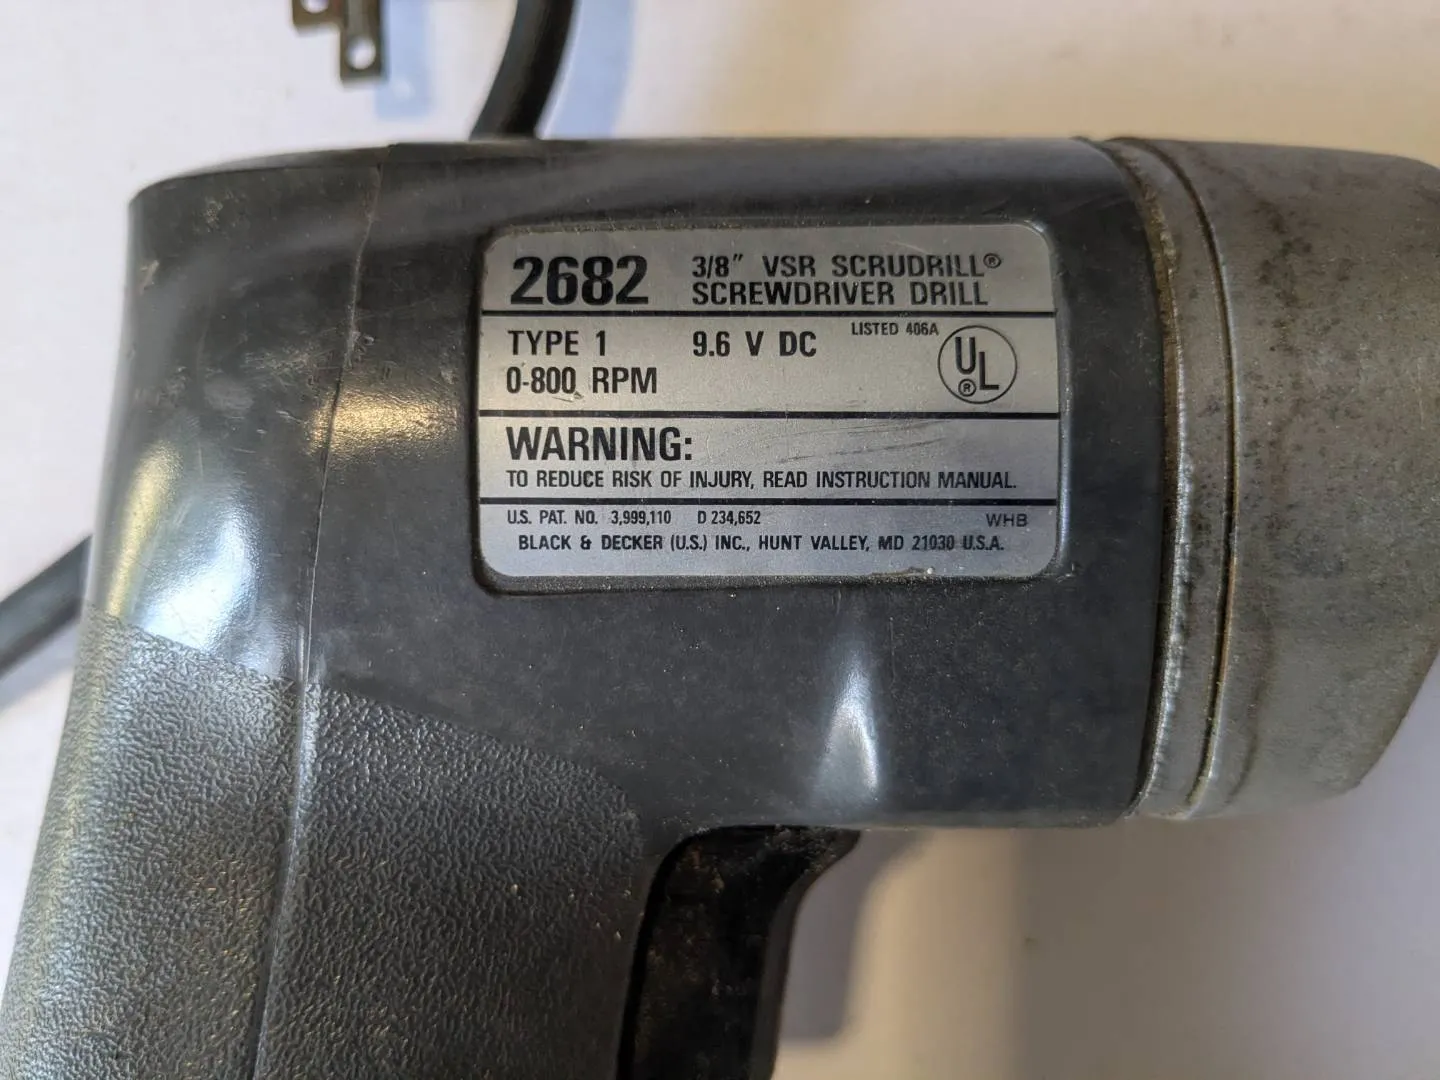 2682 3/8" VSR SCRUDRILL®
SCREWDRIVER DRILL
TYPE 1 9.6 V DC LISTED 406A
0-800 RPM UL ®
WARNING:
TO REDUCE RISK OF INJURY, READ INSTRUCTION MANUAL.
U.S. PAT. NO. 3,999,110 D 234,652 WHB
BLACK & DECKER (U.S.) INC., HUNT VALLEY, MD 21030 U.S.A.